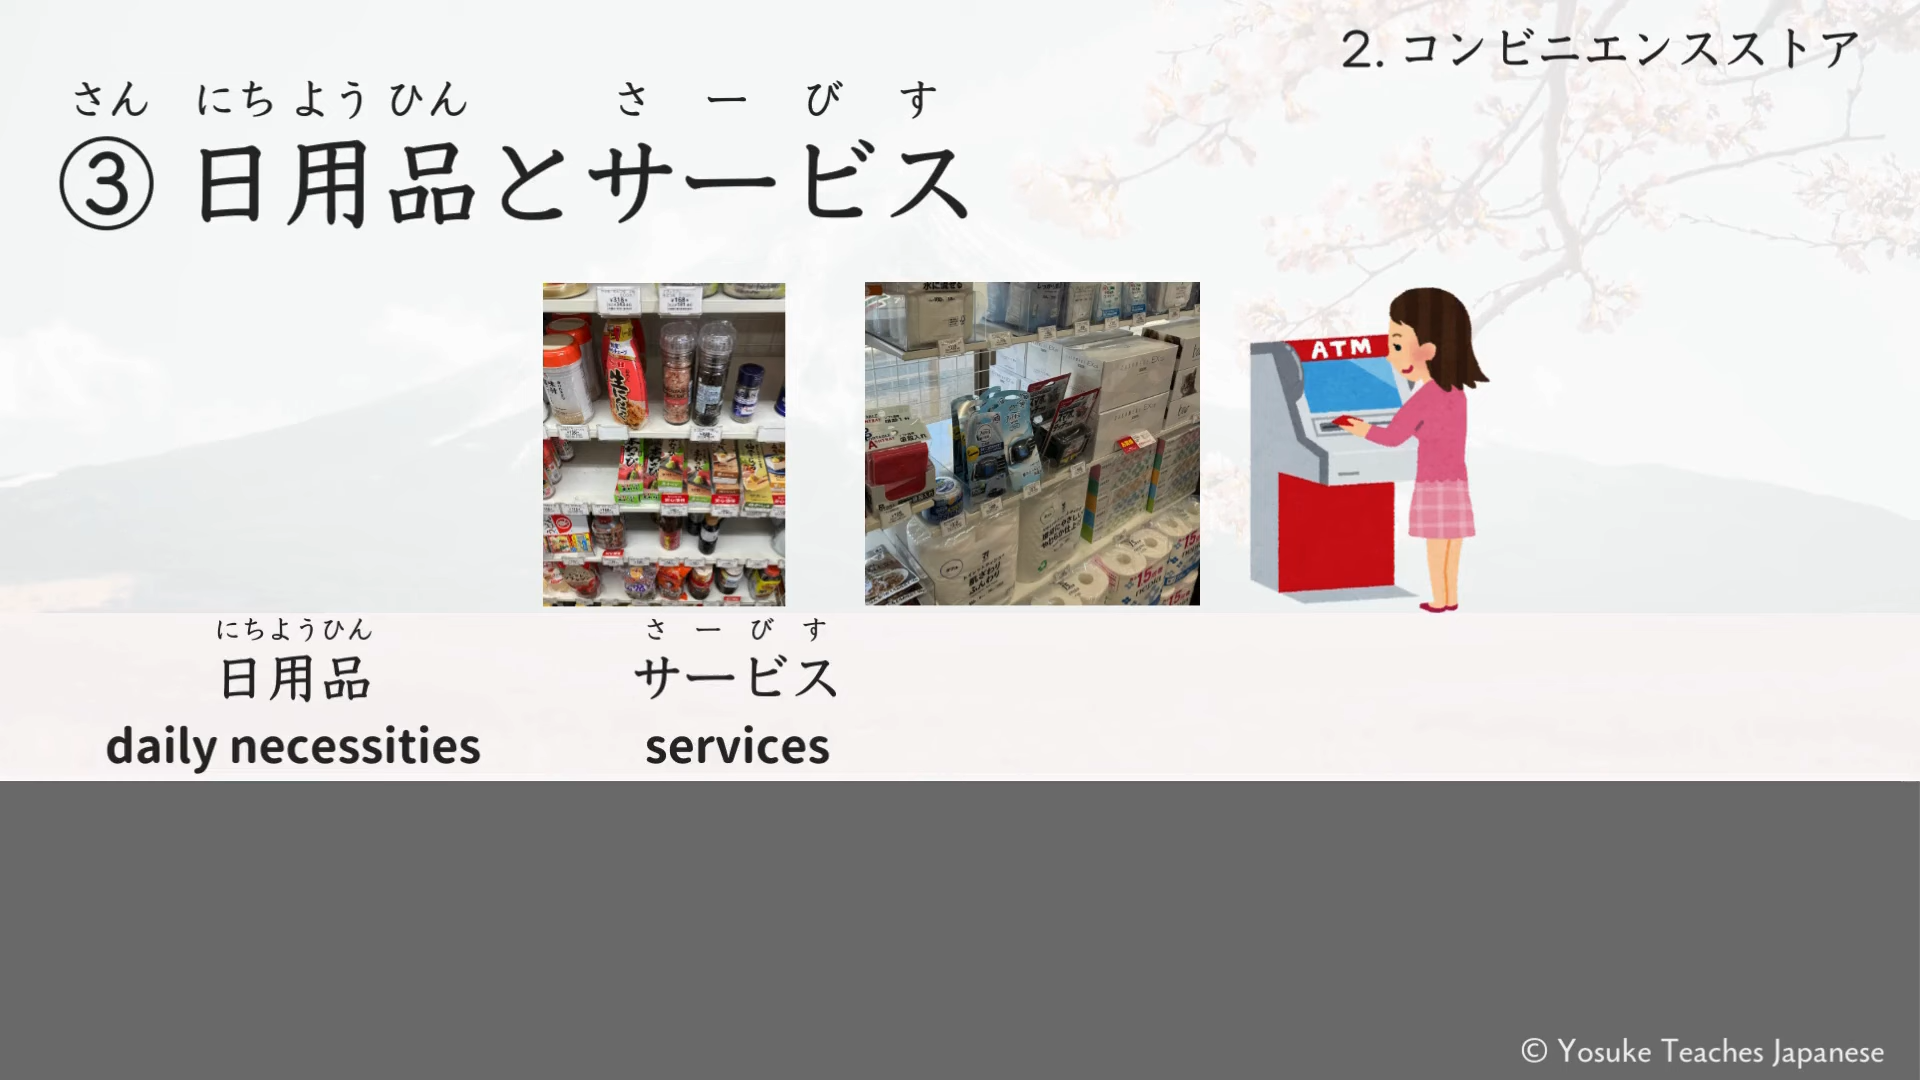 2. コンビニエンスストア
さん にち よう ひん さ ー び す
③ 日用品とサービス
ATM
にちようひん さ ー び す
日用品 サービス
daily necessities services
© Yosuke Teaches Japanese